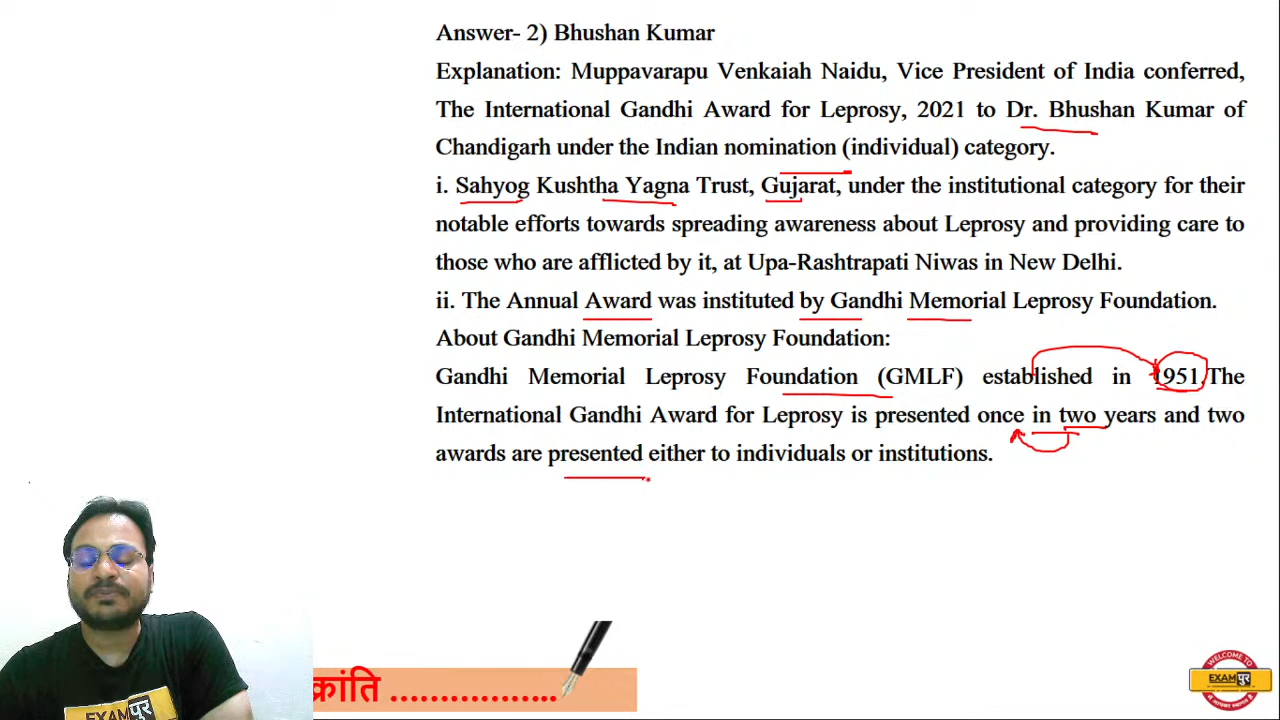 Answer- 2) Bhushan Kumar
Explanation: Muppavarapu Venkaiah Naidu, Vice President of India conferred,
The International Gandhi Award for Leprosy, 2021 to Dr. Bhushan Kumar of
Chandigarh under the Indian nomination (individual) category.
i. Sahyog Kushtha Yagna Trust, Gujarat, under the institutional category for their
notable efforts towards spreading awareness about Leprosy and providing care to
those who are afflicted by it, at Upa-Rashtrapati Niwas in New Delhi.
ii. The Annual Award was instituted by Gandhi Memorial Leprosy Foundation.
About Gandhi Memorial Leprosy Foundation:
Gandhi Memorial Leprosy Foundation (GMLF) established in 1951.The
International Gandhi Award for Leprosy is presented once in two years and two
awards are presented either to individuals or institutions.
क्रांति ..................
EXAMपुर
WELCOME TO
EXAMपुर